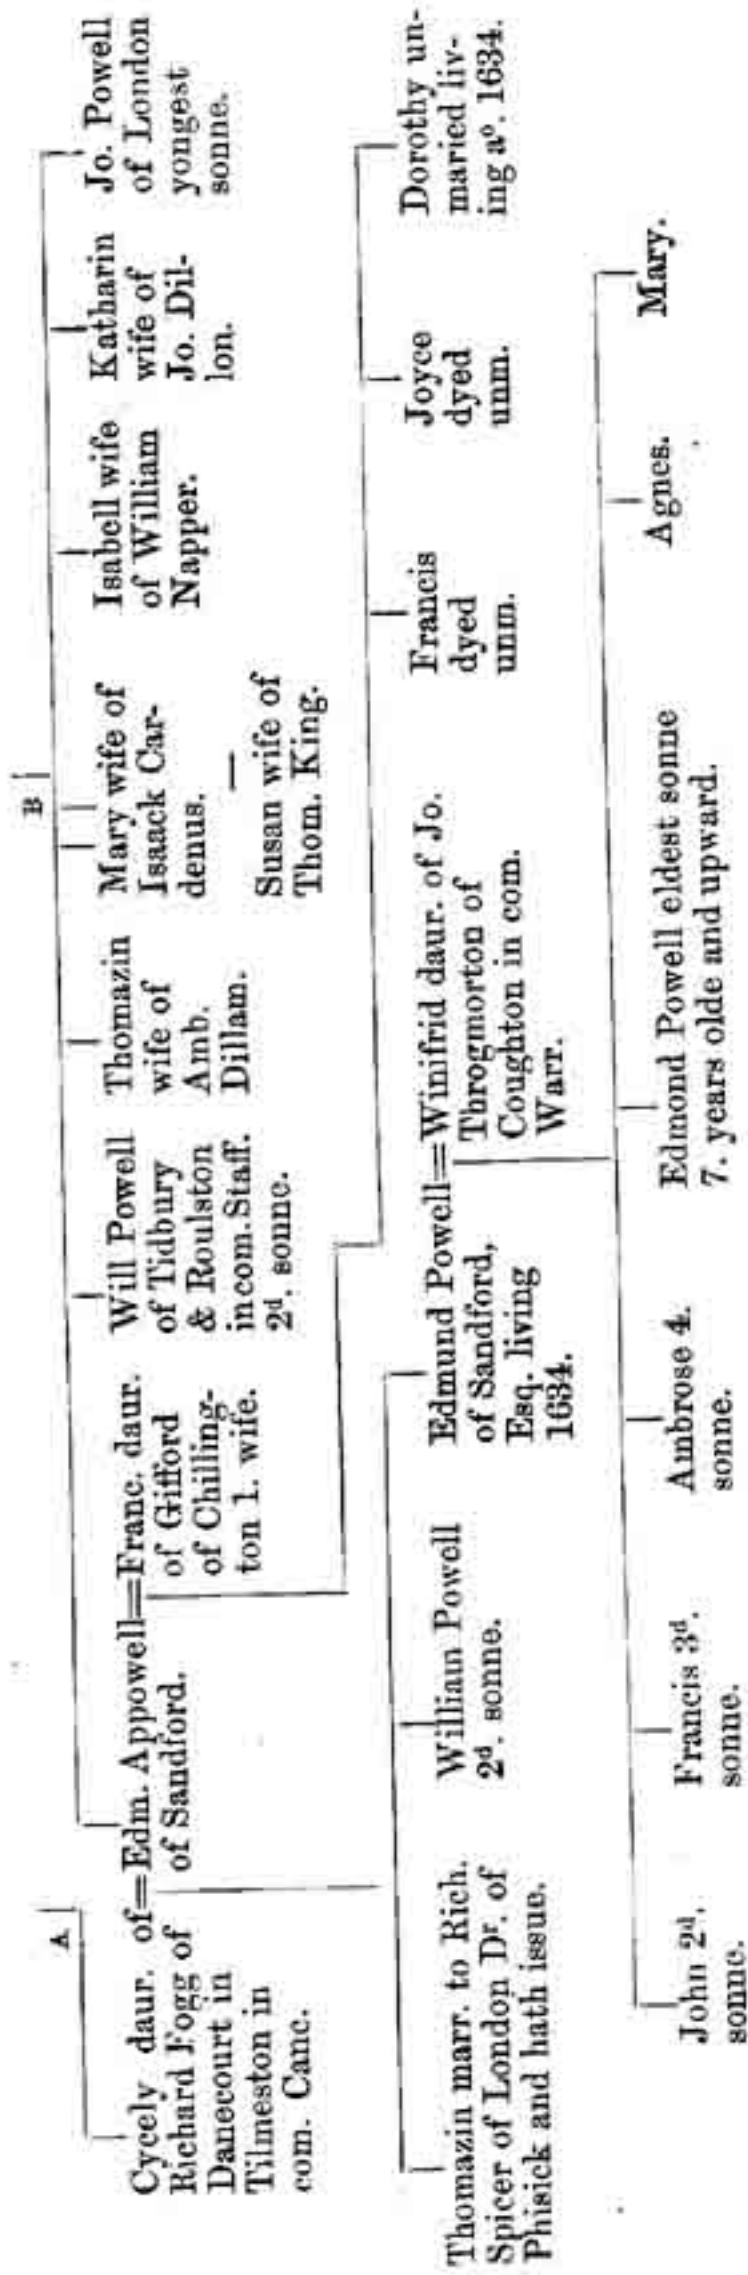 A
B
Cycely daur. of=Edm. Appowell=Franc. daur.
Richard Fogg of
Danecourt in
Tilmeston in
com. Canc.
of Sandford.
of Gifford
of Chilling-
ton 1. wife.
Will Powell
of Tidbury
& Roulston
in com. Staff.
2d. sonne.
Thomazin
wife of
Amb.
Dillam.
Mary wife of
Isaack Car-
denus.
Susan wife of
Thom. King.
Isabell wife
of William
Napper.
Katharin
wife of
Jo. Dil-
lon.
Jo. Powell
of London
yongest
sonne.
Thomazin marr. to Rich.
Spicer of London Dr. of
Phisick and hath issue.
William Powell
2d. sonne.
Edmund Powell=Winifrid daur. of Jo.
of Sandford,
Esq. living
1634.
Throgmorton of
Coughton in com.
Warr.
Francis
dyed
unm.
Joyce
dyed
unm.
Dorothy un-
maried liv-
ing ao. 1634.
John 2d.
sonne.
Francis 3d.
sonne.
Ambrose 4.
sonne.
Edmond Powell eldest sonne
7. years olde and upward.
Agnes.
Mary.